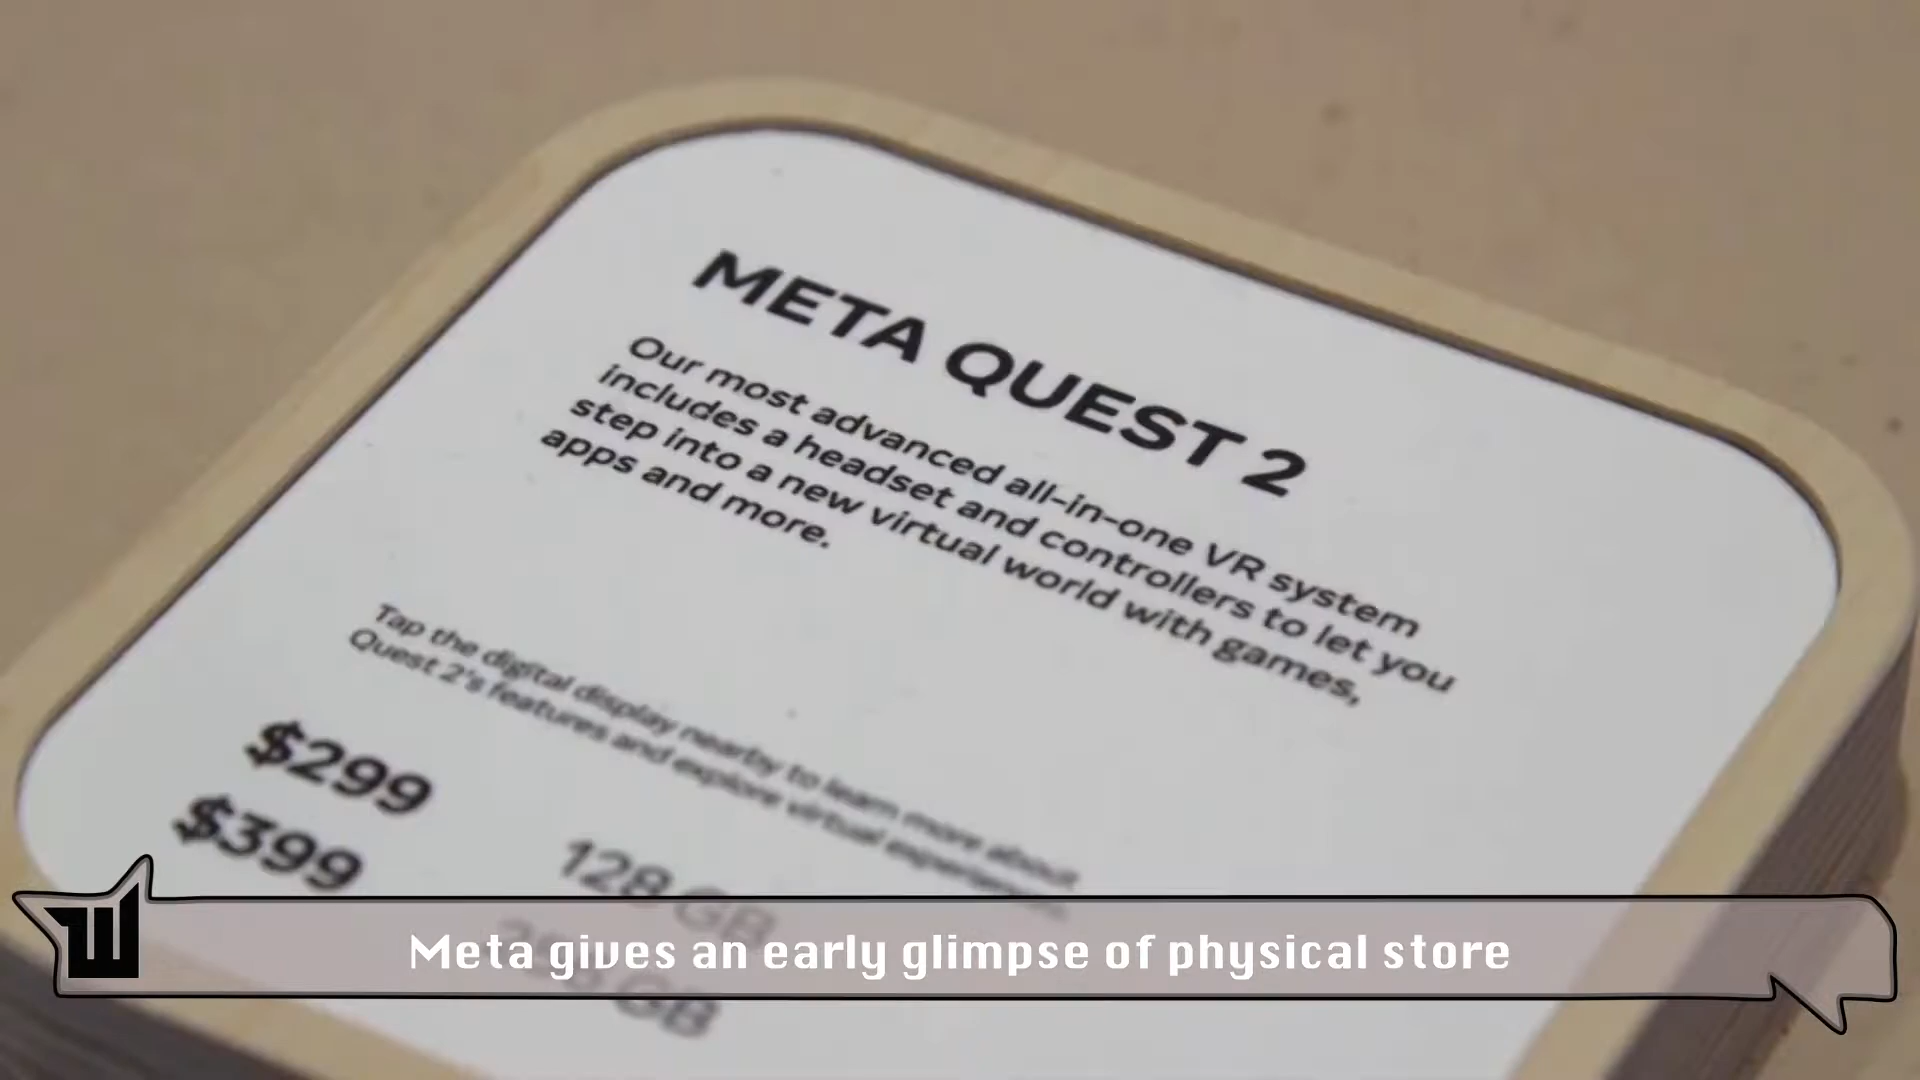 META QUEST 2
Our most advanced all-in-one VR system
includes a headset and controllers to let you
step into a new virtual world with games,
apps and more.
Tap the digital display nearby to learn more about
Quest 2's features and explore virtual
$299
128 GB
$399
GB
Meta gives an early glimpse of physical store